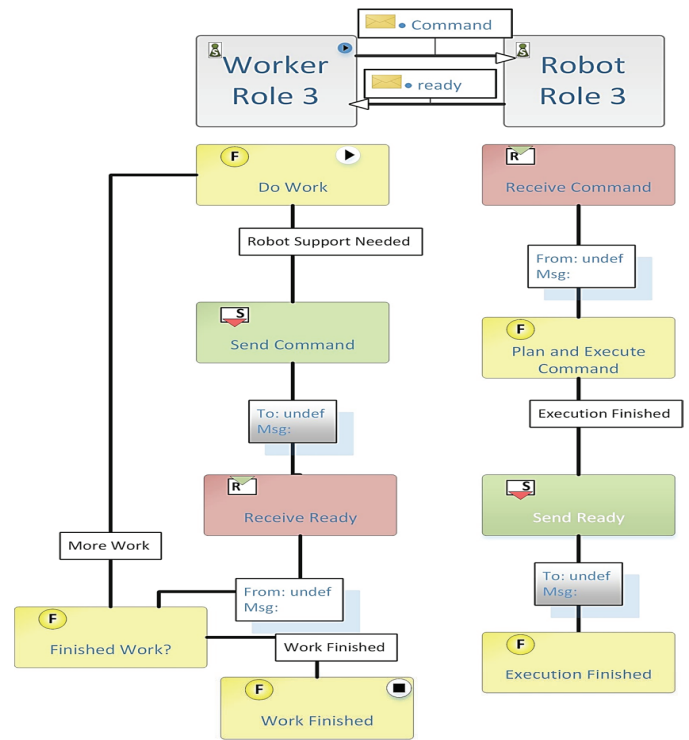 Command
Worker
Role 3
Robot
Role 3
ready
F
Do Work
Robot Support Needed
S
Send Command
To: undef
Msg:
R
Receive Ready
More Work
From: undef
Msg:
F
Finished Work?
Work Finished
F
Work Finished
R
Receive Command
From: undef
Msg:
F
Plan and Execute
Command
Execution Finished
S
Send Ready
To: undef
Msg:
F
Execution Finished